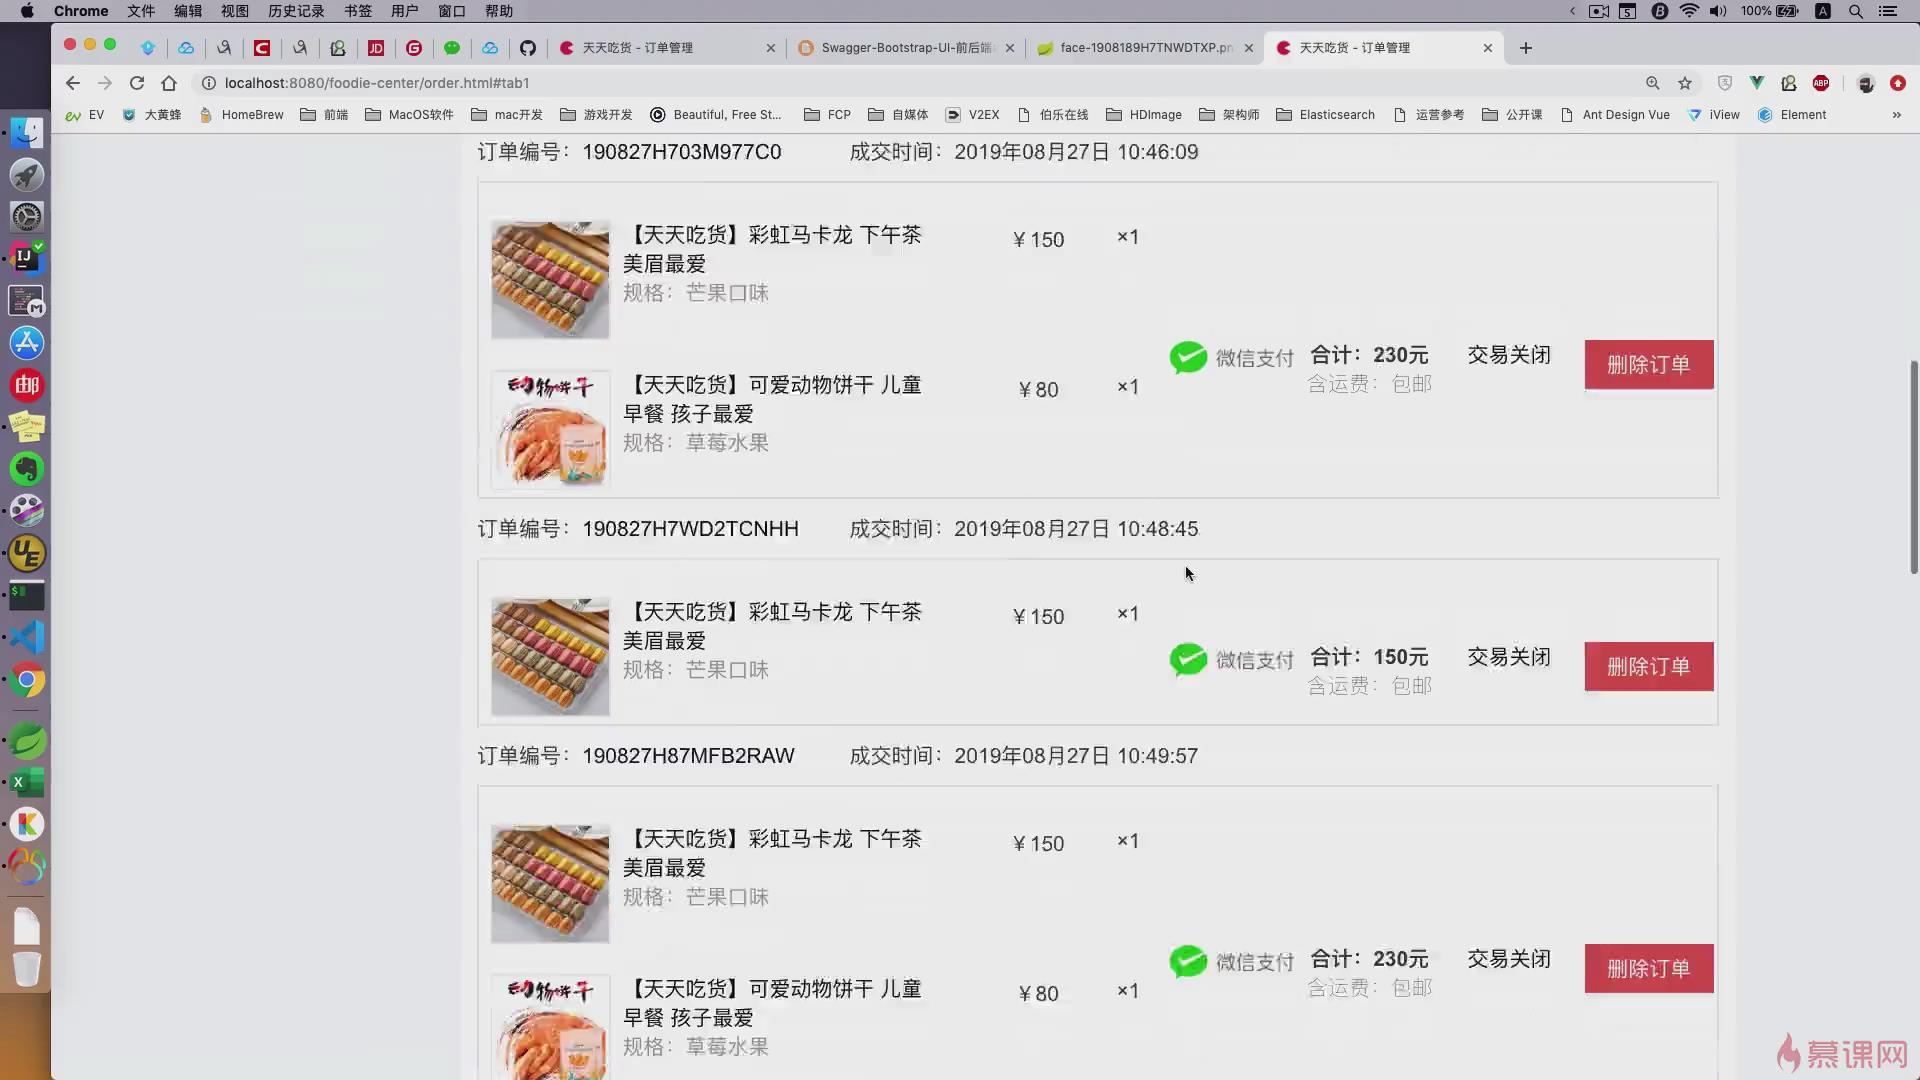 Chrome 文件 编辑 视图 历史记录 书签 用户 窗口 帮助
100%
天天吃货 - 订单管理
Swagger-Bootstrap-UI-前后端
face-1908189H7TNWDTXP.pn
天天吃货 - 订单管理
localhost:8080/foodie-center/order.html#tab1
EV 大黄蜂 HomeBrew 前端 MacOS软件 mac开发 游戏开发 Beautiful, Free St... FCP 自媒体 V2EX 伯乐在线 HDImage 架构师 Elasticsearch 运营参考 公开课 Ant Design Vue iView Element »
订单编号：190827H703M977C0 成交时间：2019年08月27日 10:46:09
【天天吃货】彩虹马卡龙 下午茶 ￥150 ×1
美眉最爱
规格：芒果口味
微信支付 合计：230元 交易关闭 删除订单
含运费：包邮
动物饼干
【天天吃货】可爱动物饼干 儿童 ￥80 ×1
早餐 孩子最爱
规格：草莓水果
订单编号：190827H7WD2TCNHH 成交时间：2019年08月27日 10:48:45
【天天吃货】彩虹马卡龙 下午茶 ￥150 ×1
美眉最爱
规格：芒果口味
微信支付 合计：150元 交易关闭 删除订单
含运费：包邮
订单编号：190827H87MFB2RAW 成交时间：2019年08月27日 10:49:57
【天天吃货】彩虹马卡龙 下午茶 ￥150 ×1
美眉最爱
规格：芒果口味
微信支付 合计：230元 交易关闭 删除订单
含运费：包邮
动物饼干
【天天吃货】可爱动物饼干 儿童 ￥80 ×1
早餐 孩子最爱
规格：草莓水果
慕课网